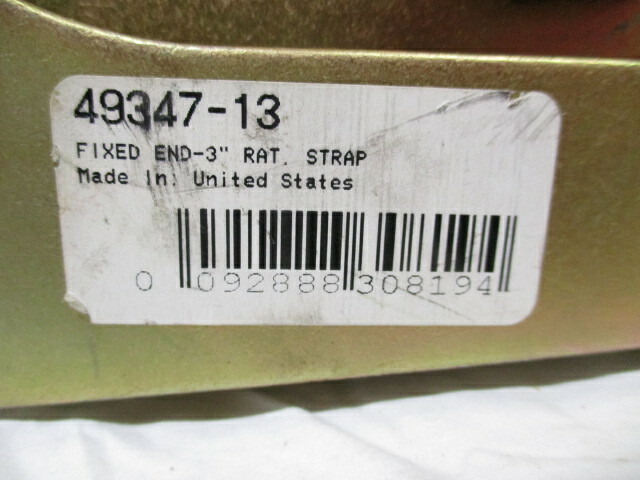 49347-13
FIXED END-3" RAT. STRAP
Made In: United States
0 092888 308194